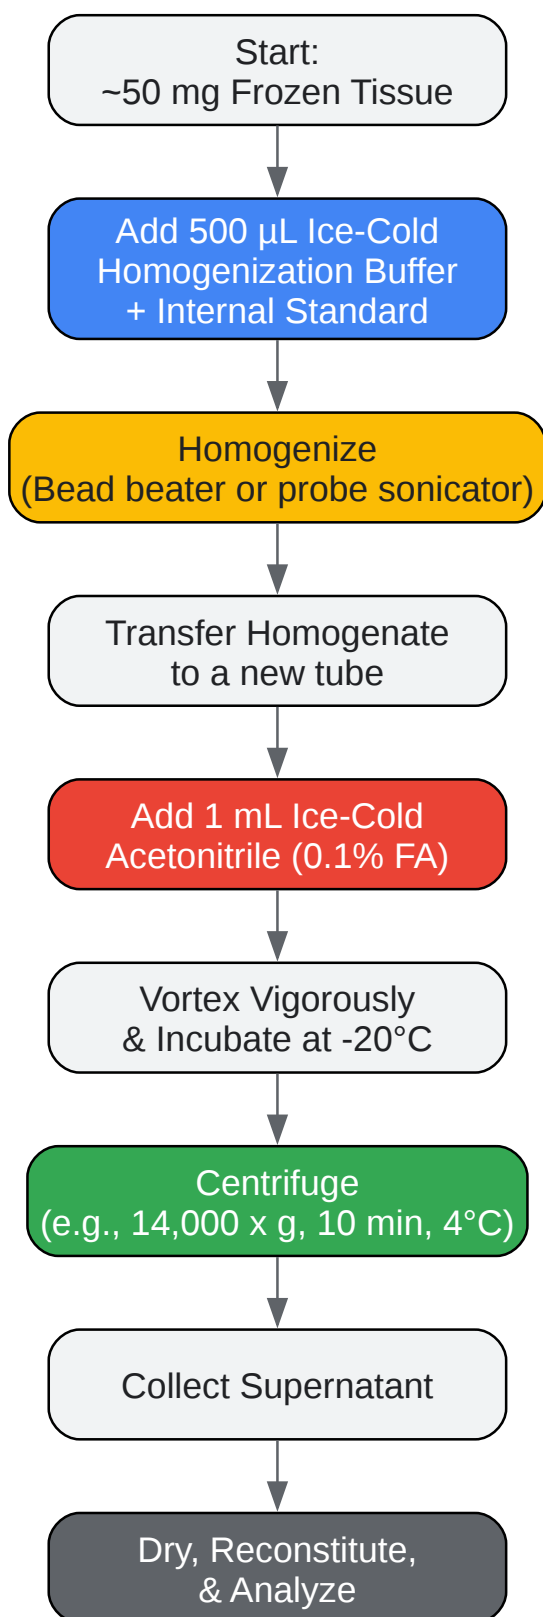 Start:
~50 mg Frozen Tissue
Add 500 µL Ice-Cold
Homogenization Buffer
+ Internal Standard
Homogenize
(Bead beater or probe sonicator)
Transfer Homogenate
to a new tube
Add 1 mL Ice-Cold
Acetonitrile (0.1% FA)
Vortex Vigorously
& Incubate at -20°C
Centrifuge
(e.g., 14,000 x g, 10 min, 4°C)
Collect Supernatant
Dry, Reconstitute,
& Analyze